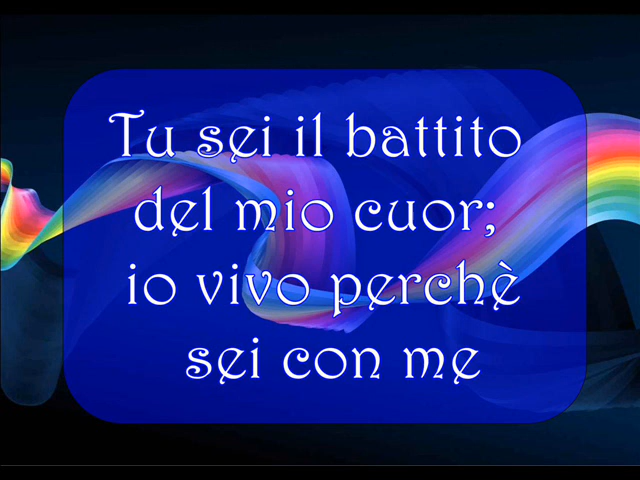 Tu sei il battito
del mio cuor;
io vivo perchè
sei con me